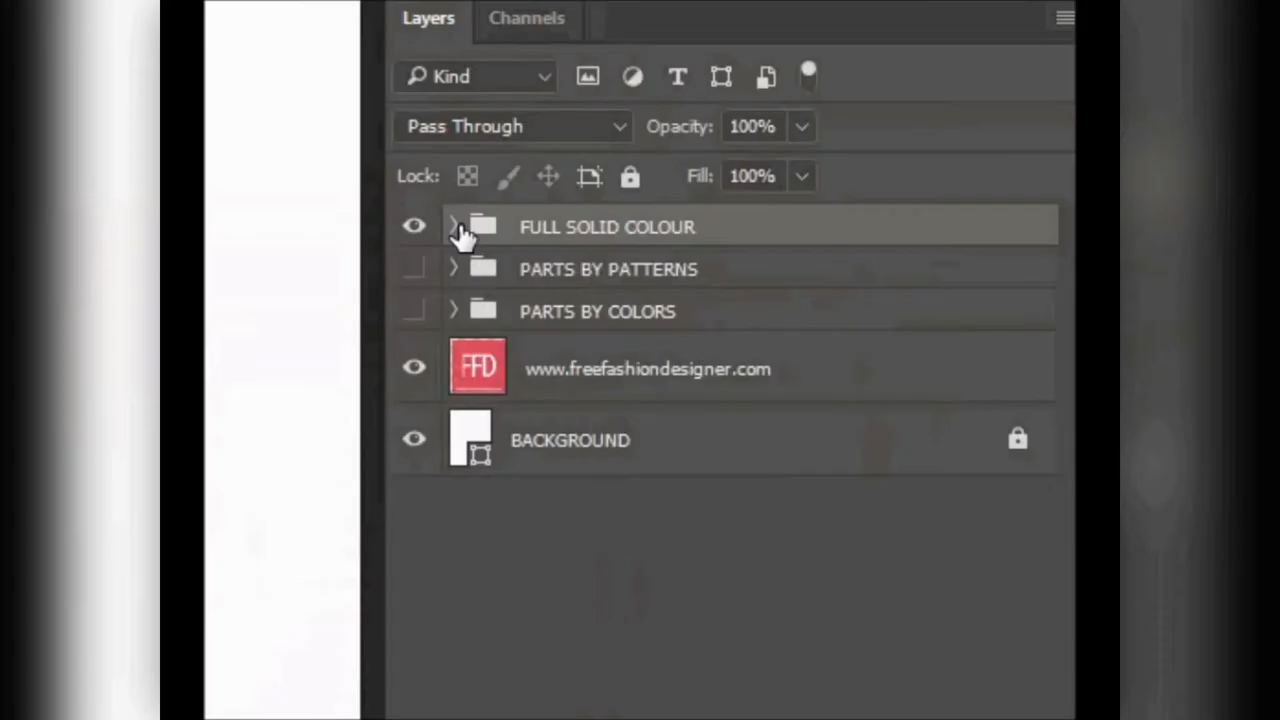 Layers Channels
Kind T
Pass Through Opacity: 100%
Lock: Fill: 100%
FULL SOLID COLOUR
PARTS BY PATTERNS
PARTS BY COLORS
FFD www.freefashiondesigner.com
BACKGROUND